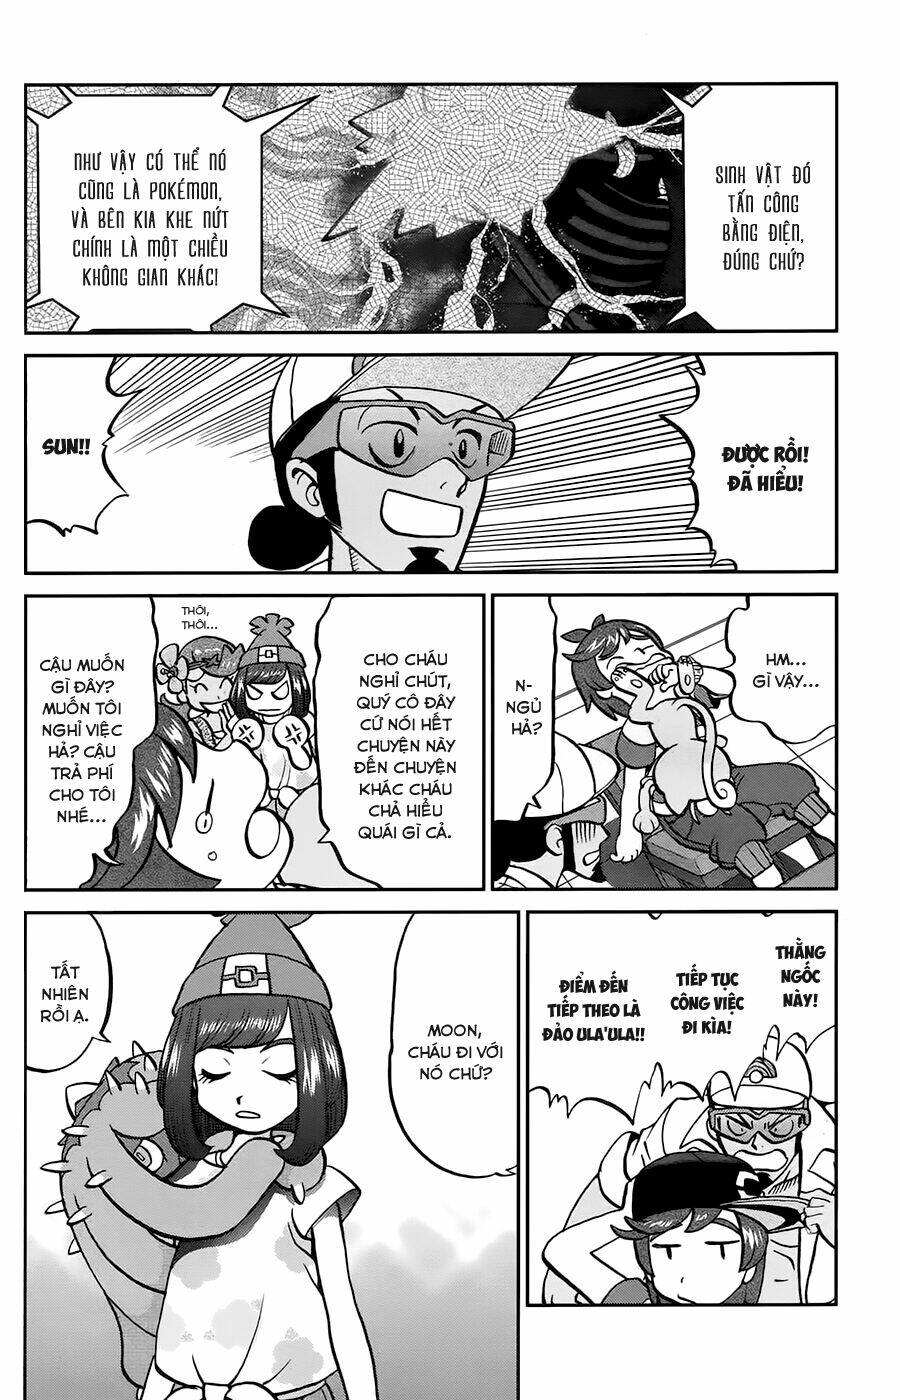 SINH VẬT ĐÓ
TẤN CÔNG
BẰNG ĐIỆN,
ĐÚNG CHỨ?
NHƯ VẬY CÓ THỂ NÓ
CŨNG LÀ POKÉMON,
VÀ BÊN KIA KHE NỨT
CHÍNH LÀ MỘT CHIỀU
KHÔNG GIAN KHÁC!
ĐƯỢC RỒI!
ĐÃ HIỂU!
SUN!!
HM...
GÌ VẬY...
N-
NGỦ
HẢ?
CHO CHÁU
NGHỈ CHÚT,
QUÝ CÔ ĐÂY
CỨ NÓI HẾT
CHUYỆN NÀY
ĐẾN CHUYỆN
KHÁC CHÁU
CHẢ HIỂU
QUÁI GÌ CẢ.
THÔI,
THÔI...
CẬU MUỐN
GÌ ĐÂY?
MUỐN TÔI
NGHỈ VIỆC
HẢ? CẬU
TRẢ PHÍ
CHO TÔI
NHÉ...
THẰNG
NGỐC
NÀY!
TIẾP TỤC
CÔNG VIỆC
ĐI KÌA!
ĐIỂM ĐẾN
TIẾP THEO LÀ
ĐẢO ULA'ULA!!
MOON,
CHÁU ĐI VỚI
NÓ CHỨ?
TẤT
NHIÊN
RỒI Ạ.